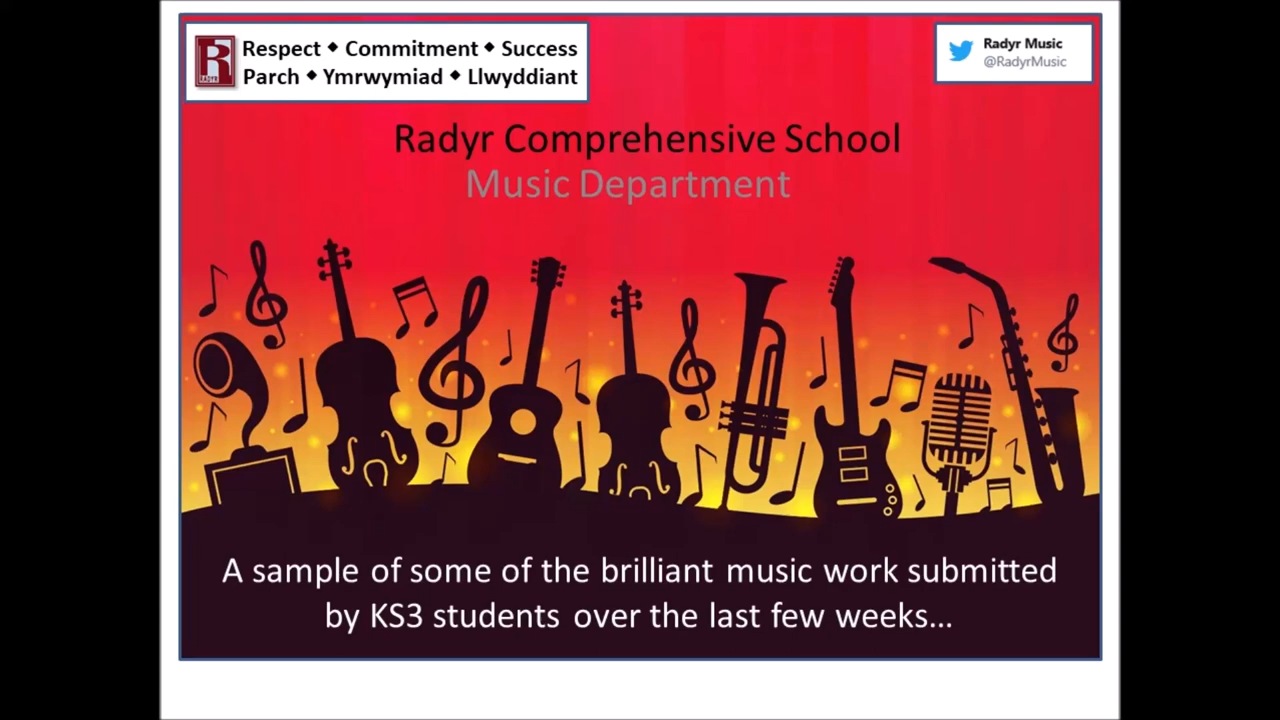 Respect ◆ Commitment ◆ Success
Parch ◆ Ymrwymiad ◆ Llwyddiant
RADYR
Radyr Music
@RadyrMusic
Radyr Comprehensive School
Music Department
A sample of some of the brilliant music work submitted
by KS3 students over the last few weeks...